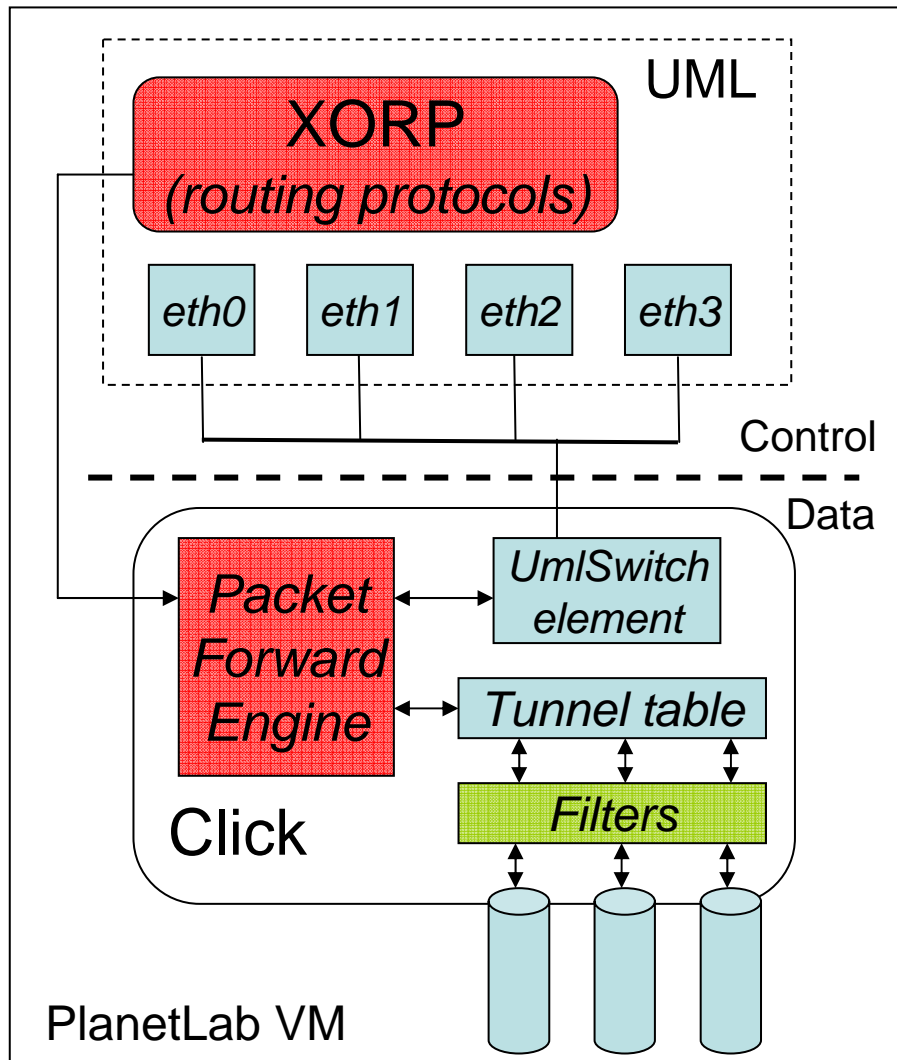 UML
XORP
(routing protocols)
eth0
eth1
eth2
eth3
Control
Data
Packet
Forward
Engine
UmlSwitch
element
Tunnel table
Filters
Click
PlanetLab VM